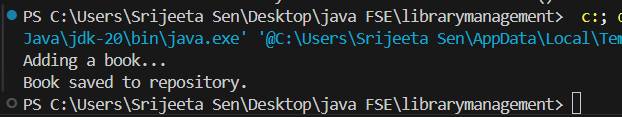 PS C:\Users\Srijeeta Sen\Desktop\java FSE\librarymanagement>  c:;
Java\jdk-20\bin\java.exe' '@C:\Users\Srijeeta Sen\AppData\Local\Tem
Adding a book...
Book saved to repository.
PS C:\Users\Srijeeta Sen\Desktop\java FSE\librarymanagement>